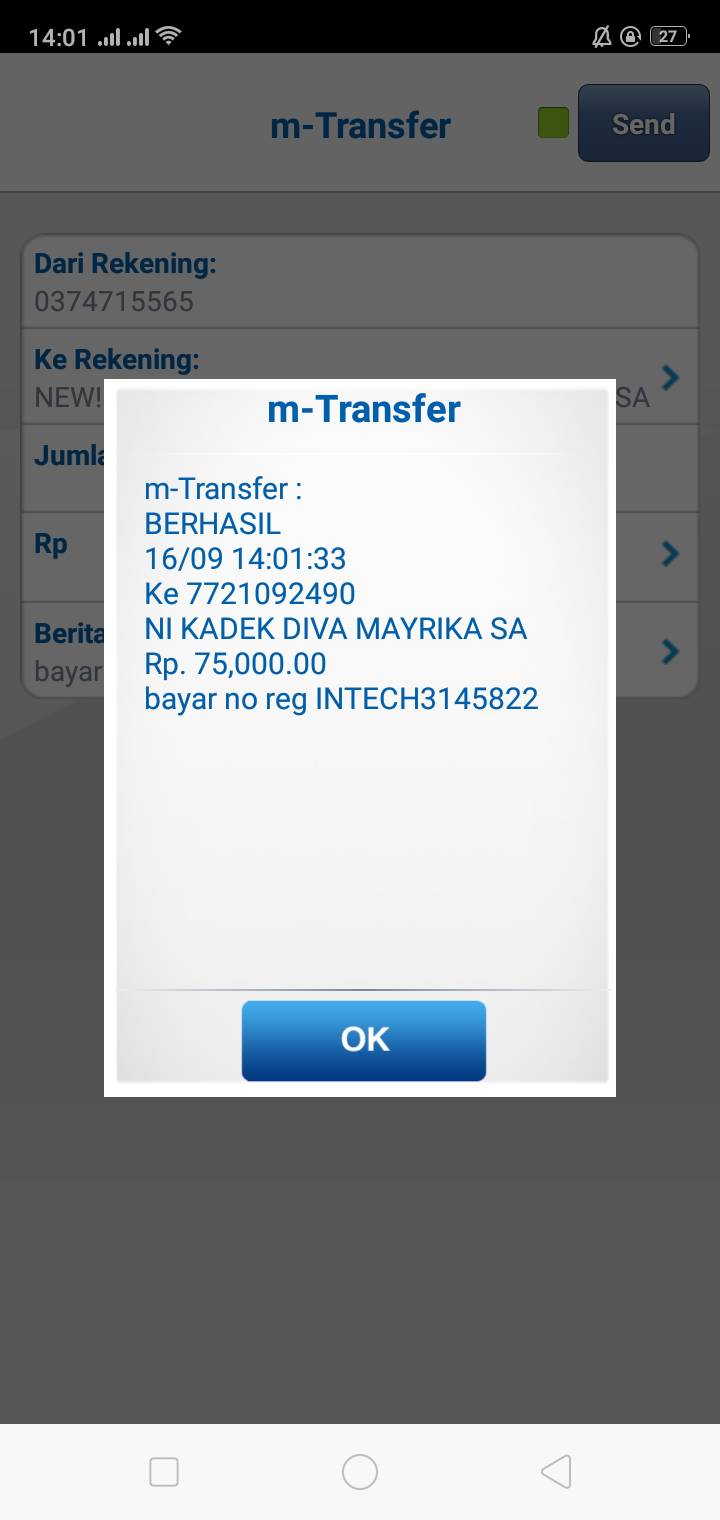 14:01
27
m-Transfer
Send
Dari Rekening:
0374715565
Ke Rekening:
NEW!
SA
m-Transfer
Jumla
m-Transfer :
BERHASIL
16/09 14:01:33
Rp
Ke 7721092490
NI KADEK DIVA MAYRIKA SA
Berita
Rp. 75,000.00
bayar
bayar no reg INTECH3145822
OK